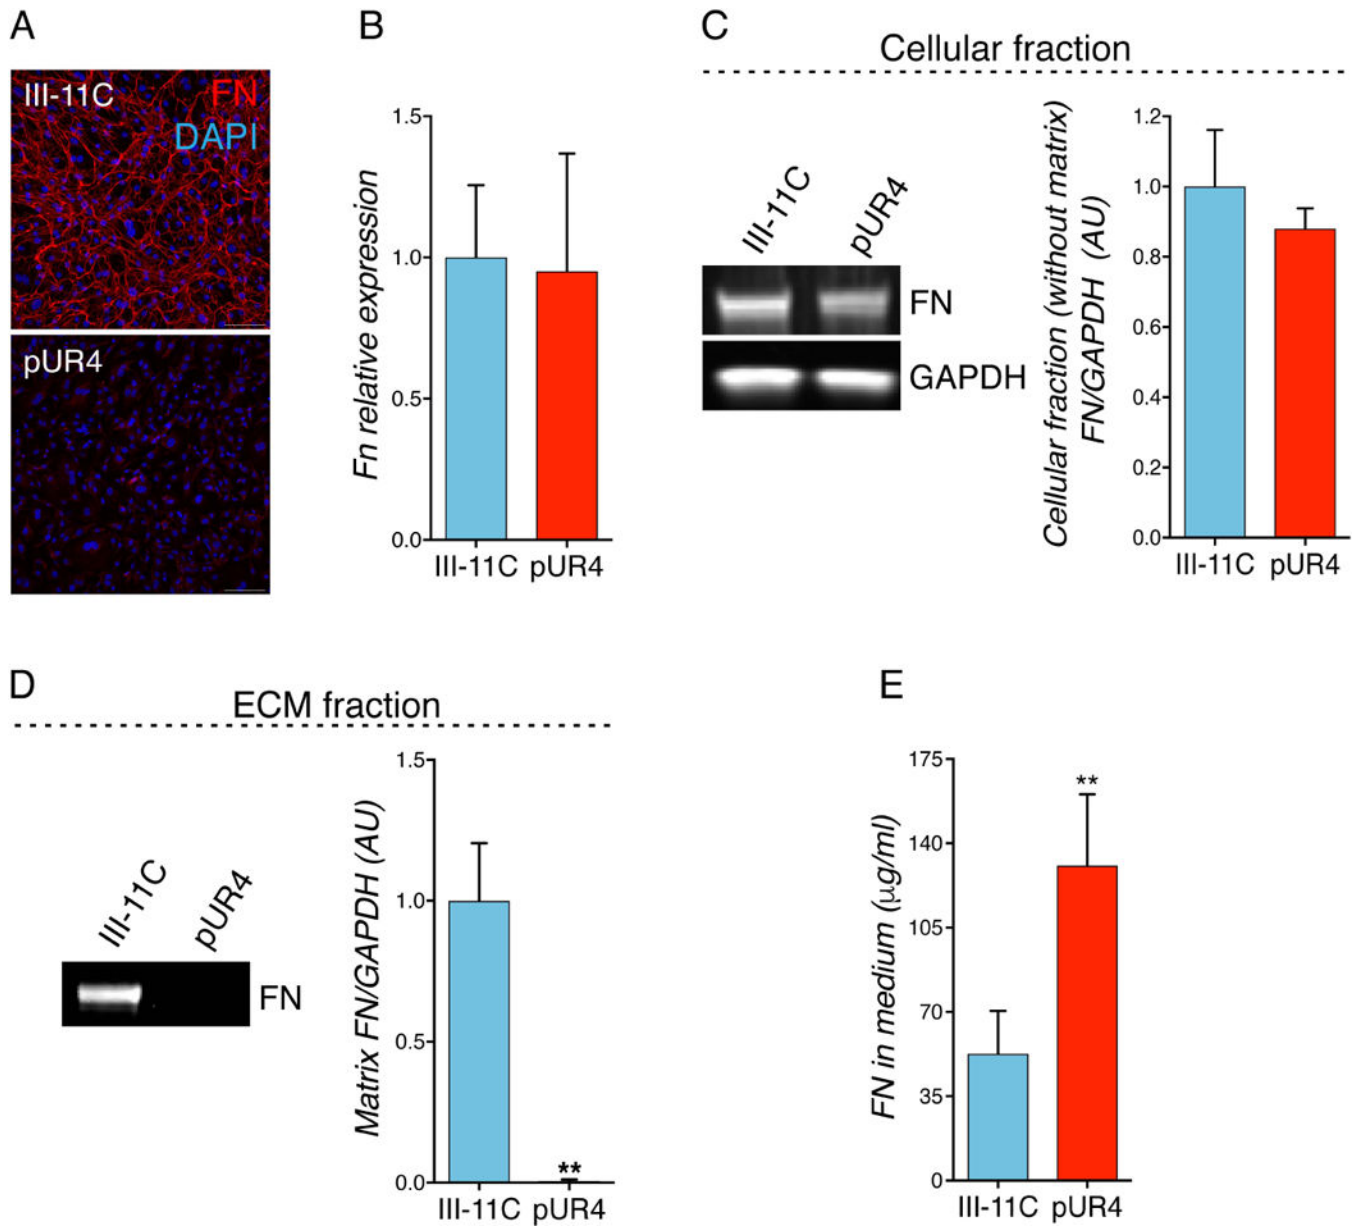 A
III-11C
FN
DAPI
pUR4
B
Fn relative expression
1.5
1.0
0.5
0.0
III-11C pUR4
C
Cellular fraction
III-11C
pUR4
FN
GAPDH
Cellular fraction (without matrix)
FN/GAPDH (AU)
1.2
1.0
0.8
0.6
0.4
0.2
0.0
III-11C pUR4
D
ECM fraction
III-11C
pUR4
FN
Matrix FN/GAPDH (AU)
1.5
1.0
0.5
0.0
**
III-11C pUR4
E
FN in medium (μg/ml)
175
140
105
70
35
0
**
III-11C pUR4